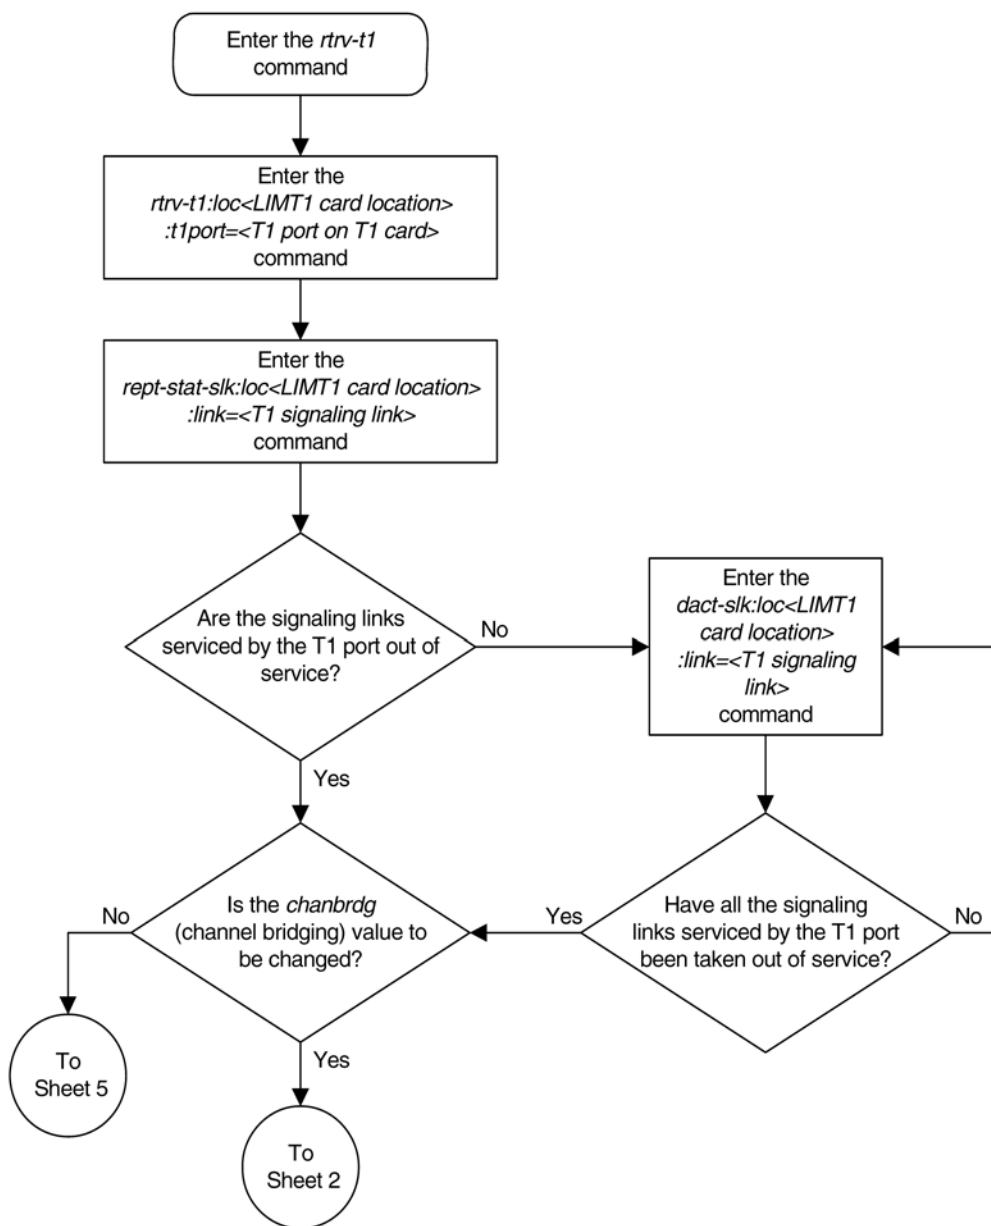 Enter the rtrv-t1
command
Enter the
rtrv-t1:loc<LIMT1 card location>
:t1port=<T1 port on T1 card>
command
Enter the
rept-stat-slk:loc<LIMT1 card location>
:link=<T1 signaling link>
command
Are the signaling links
serviced by the T1 port out of
service?
No
Yes
Enter the
dact-slk:loc<LIMT1
card location>
:link=<T1 signaling
link>
command
Have all the signaling
links serviced by the T1 port
been taken out of service?
Yes
No
Is the chanbrdg
(channel bridging) value to
be changed?
No
Yes
To
Sheet 5
To
Sheet 2